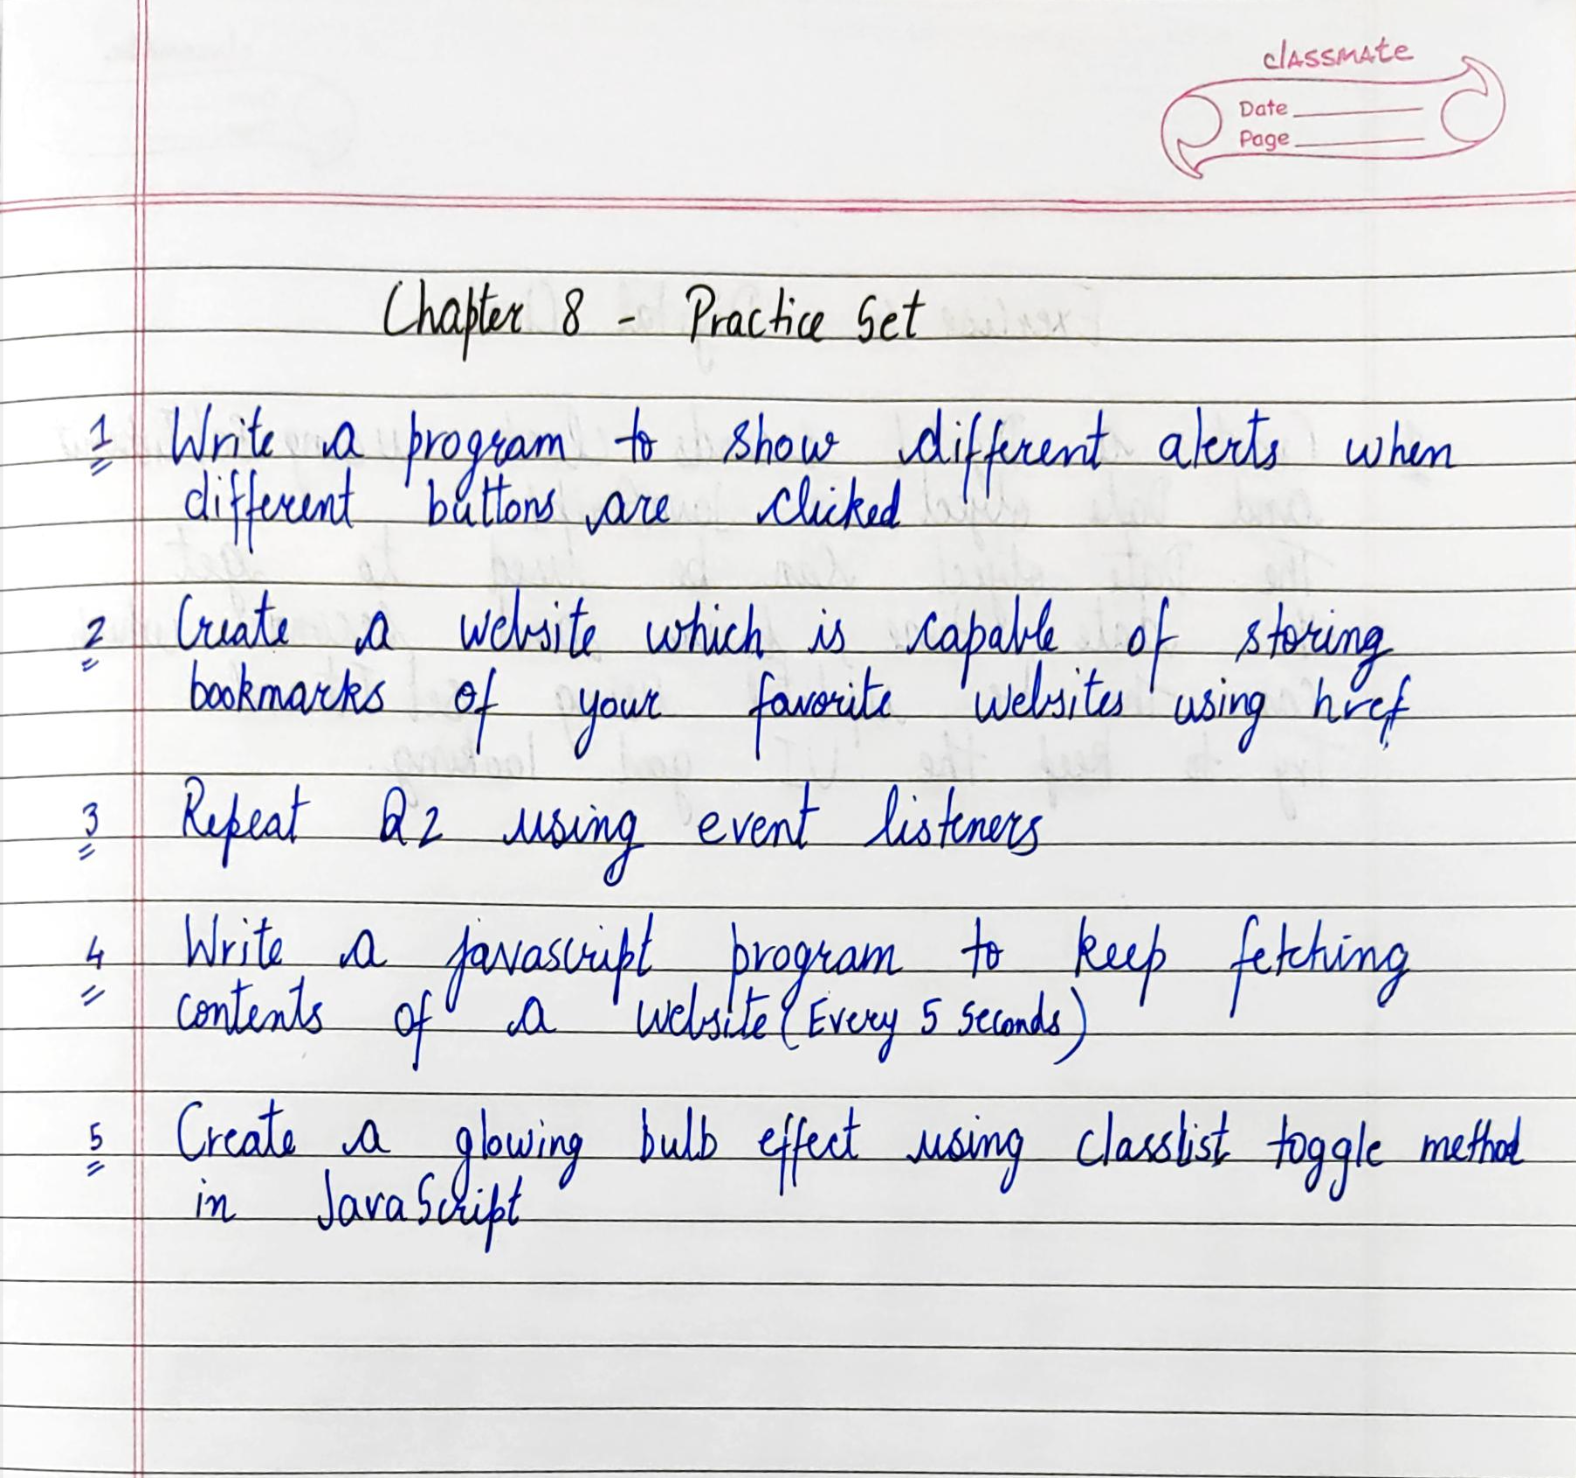 classmate
Date
Page
Chapter 8 - Practice Set
1 Write a program to show different alerts when
different buttons are clicked
2 Create a website which is capable of storing
bookmarks of your favorite websites using href
3 Repeat Q2 using event listeners
4 Write a javascript program to keep fetching
contents of a website (Every 5 seconds)
5 Create a glowing bulb effect using classlist toggle method
in JavaScript